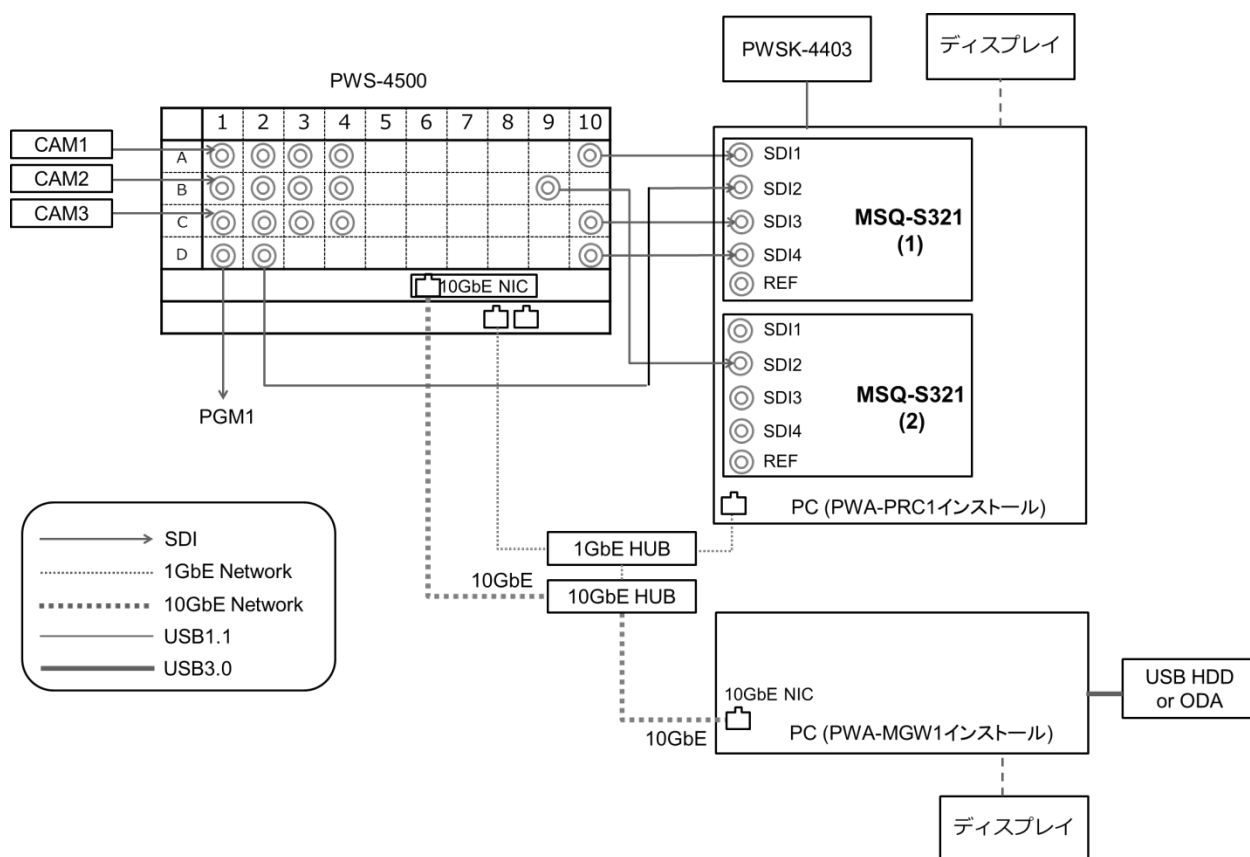 PWS-4500
1 2 3 4 5 6 7 8 9 10
A
B
C
D
CAM1
CAM2
CAM3
10GbE NIC
PGM1
PWSK-4403
ディスプレイ
SDI1
SDI2
SDI3
SDI4
REF
MSQ-S321
(1)
SDI1
SDI2
SDI3
SDI4
REF
MSQ-S321
(2)
PC (PWA-PRC1インストール)
SDI
1GbE Network
10GbE Network
USB1.1
USB3.0
1GbE HUB
10GbE
10GbE HUB
10GbE
10GbE NIC
PC (PWA-MGW1インストール)
USB HDD
or ODA
ディスプレイ